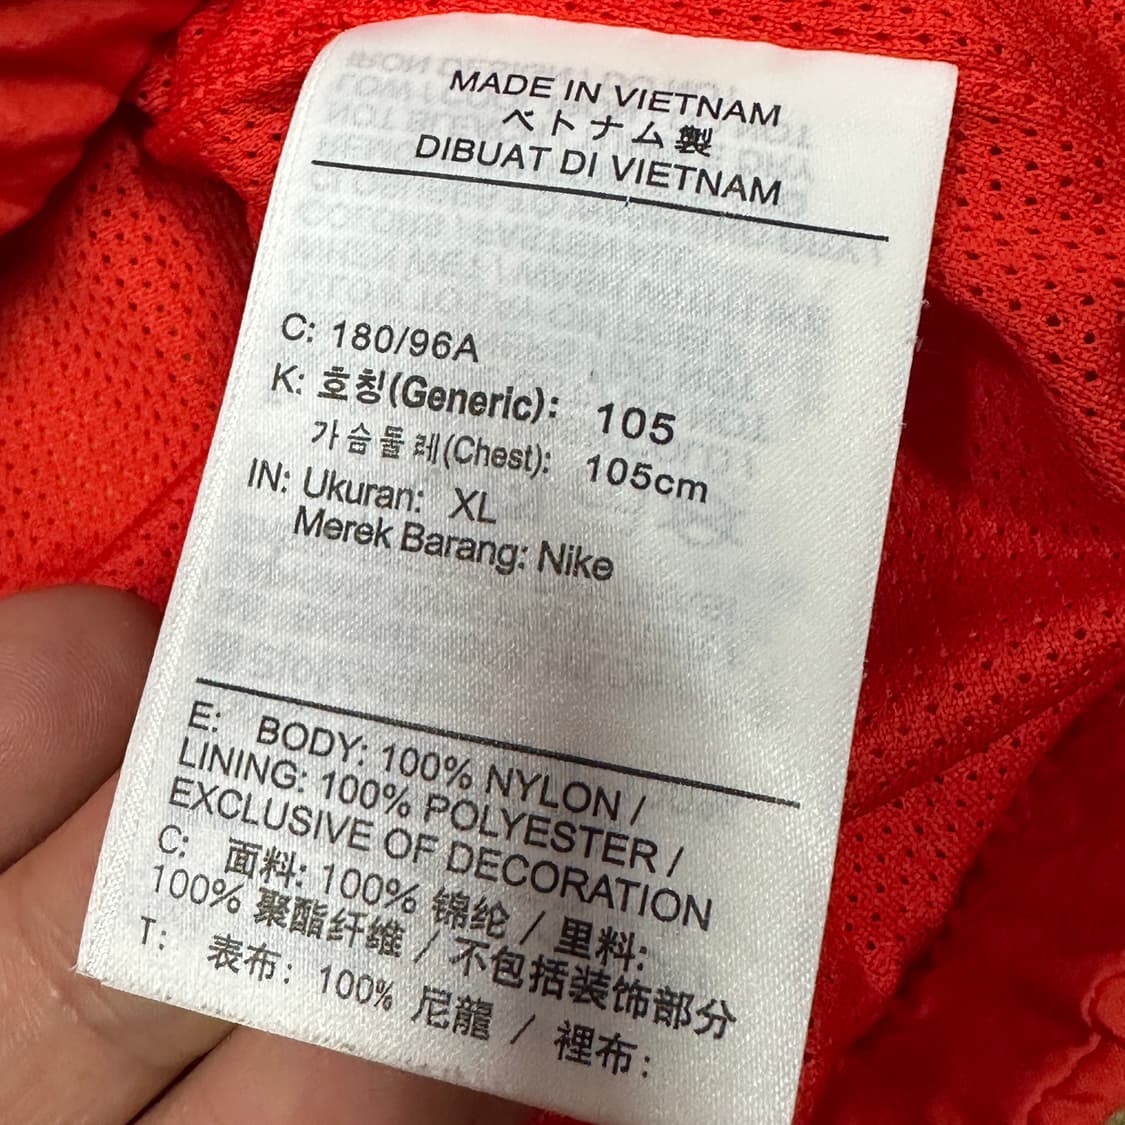 MADE IN VIETNAM
ベトナム製
DIBUAT DI VIETNAM
C: 180/96A
K: 호칭(Generic): 105
가슴둘레(Chest): 105cm
IN: Ukuran: XL
Merek Barang: Nike
E: BODY: 100% NYLON /
LINING: 100% POLYESTER /
EXCLUSIVE OF DECORATION
C: 面料: 100% 锦纶 / 里料:
100% 聚酯纤维 / 不包括装饰部分
T: 表布: 100% 尼龍 / 裡布: